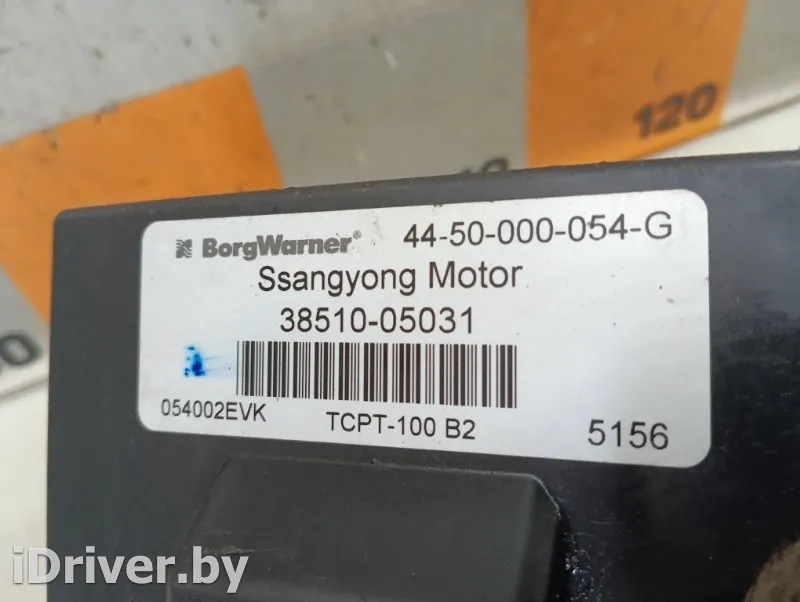 120
BorgWarner® 44-50-000-054-G
Ssangyong Motor
38510-05031
054002EVK TCPT-100 B2 5156
iDriver.by